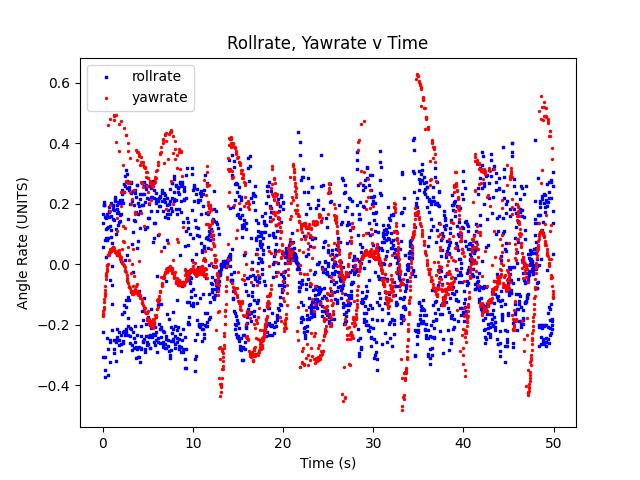 Rollrate, Yawrate v Time
rollrate
yawrate
Angle Rate (UNITS)
0.6
0.4
0.2
0.0
−0.2
−0.4
0 10 20 30 40 50
Time (s)